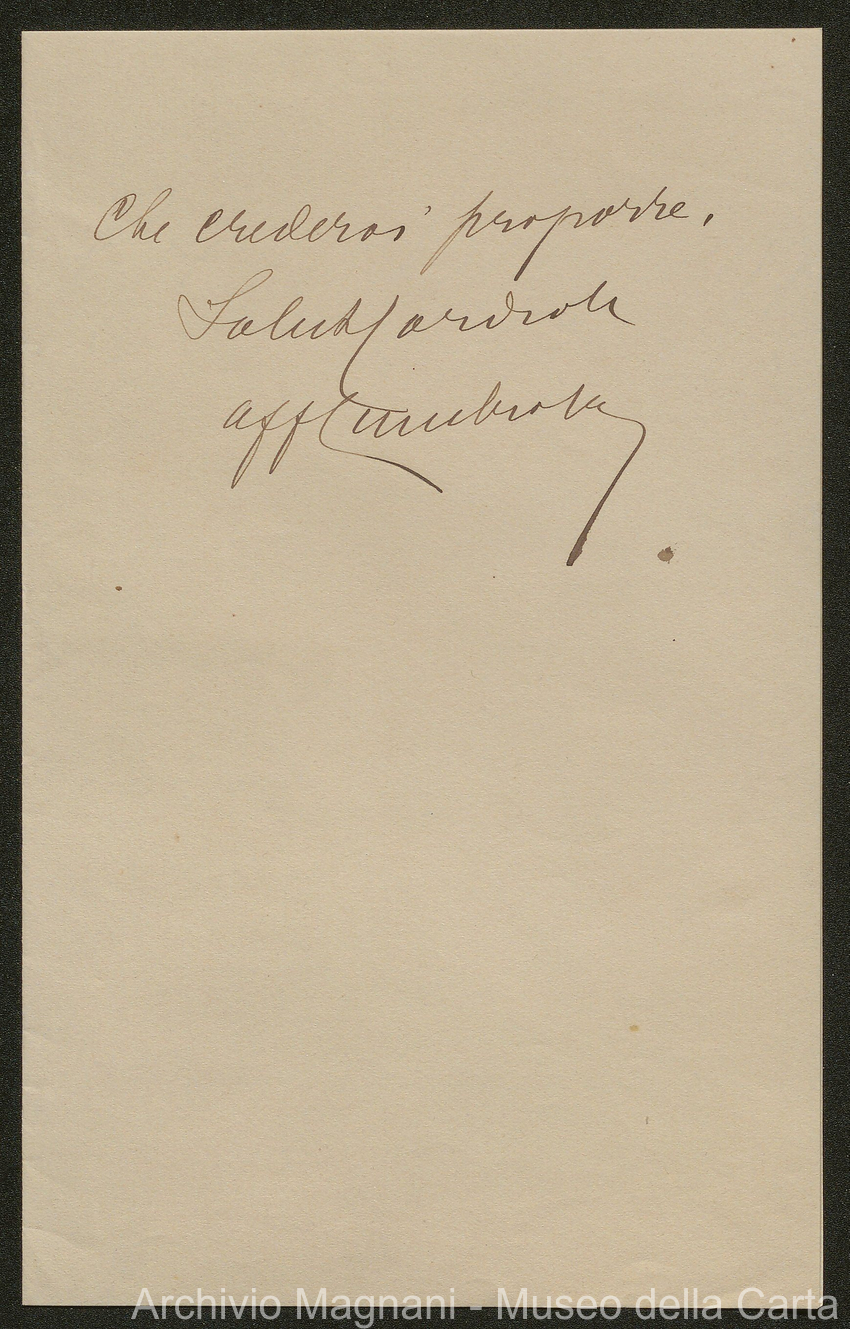 Che crederai proporre.
Saluti Cordiali
aff
Archivio Magnani - Museo della Carta